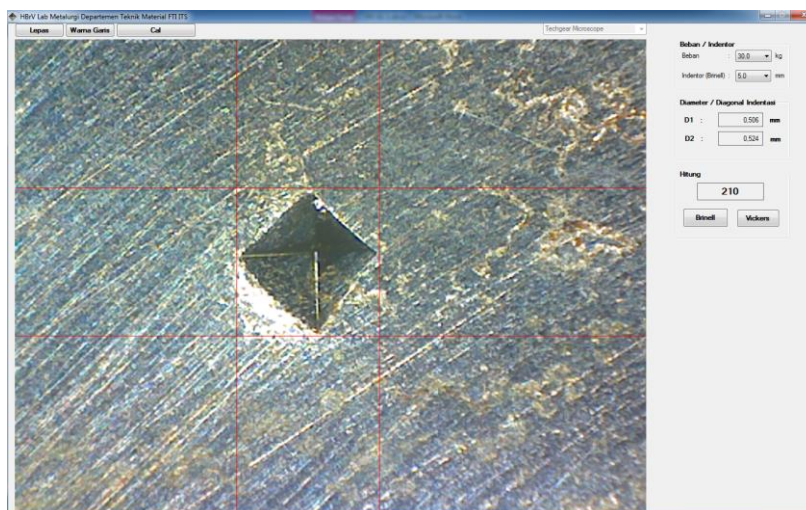 HBrV Lab Metalurgi Departemen Teknik Material FTI ITS
Lepas Warna Garis Cal Techgear Microscope
Beban / Indentor
Beban : 30.0 kg
Indentor (Brinell) : 5.0 mm
Diameter / Diagonal Indentasi
D1 : 0.506 mm
D2 : 0.524 mm
Hitung
210
Brinell Vickers